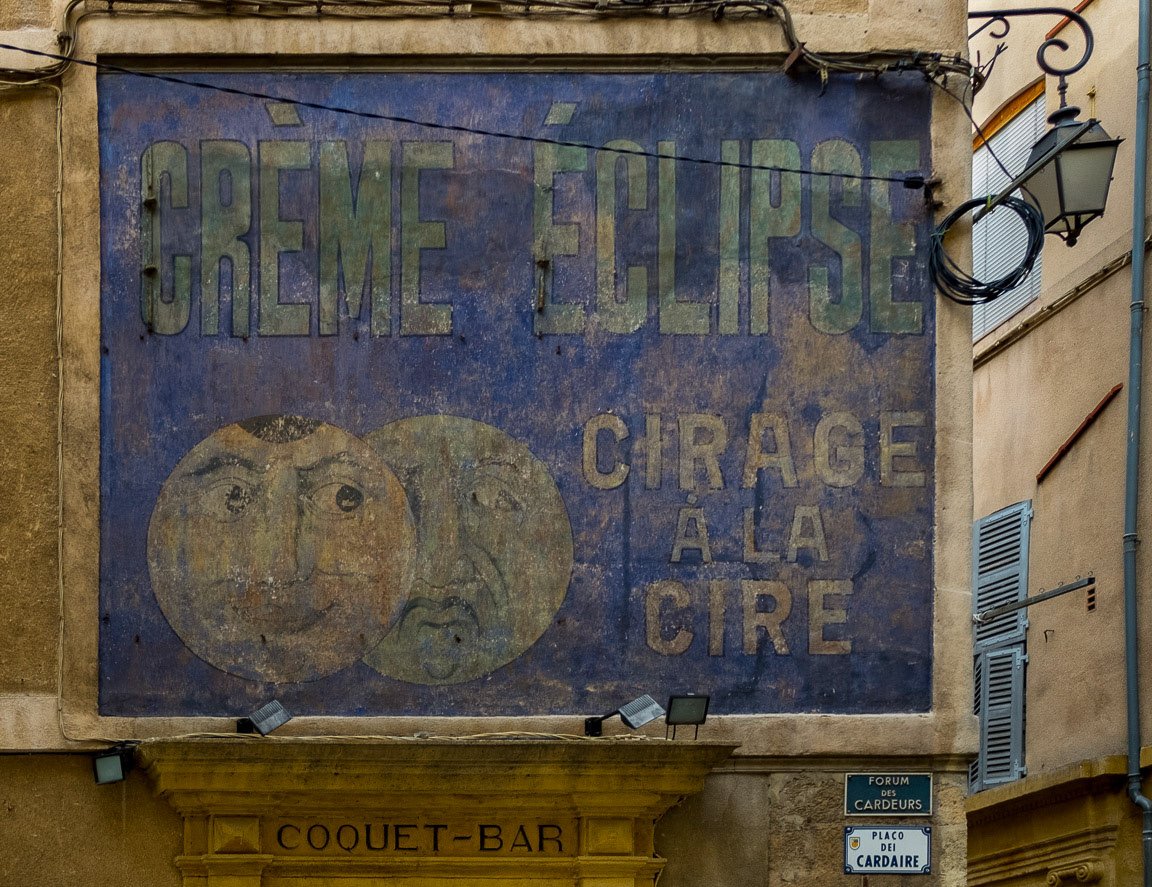 CRÈME ÉCLIPSE
CIRAGE
À LA
CIRE
COQUET-BAR
FORUM
DES
CARDEURS
PLAÇO
DEI
CARDAIRE